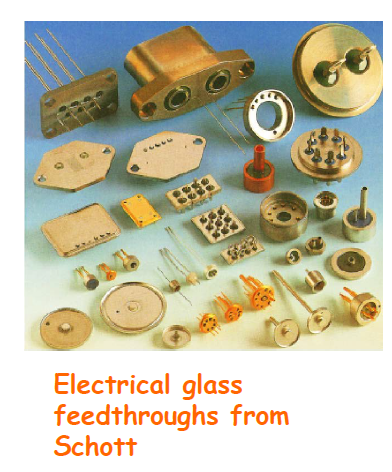 Electrical glass
feedthroughs from
Schott